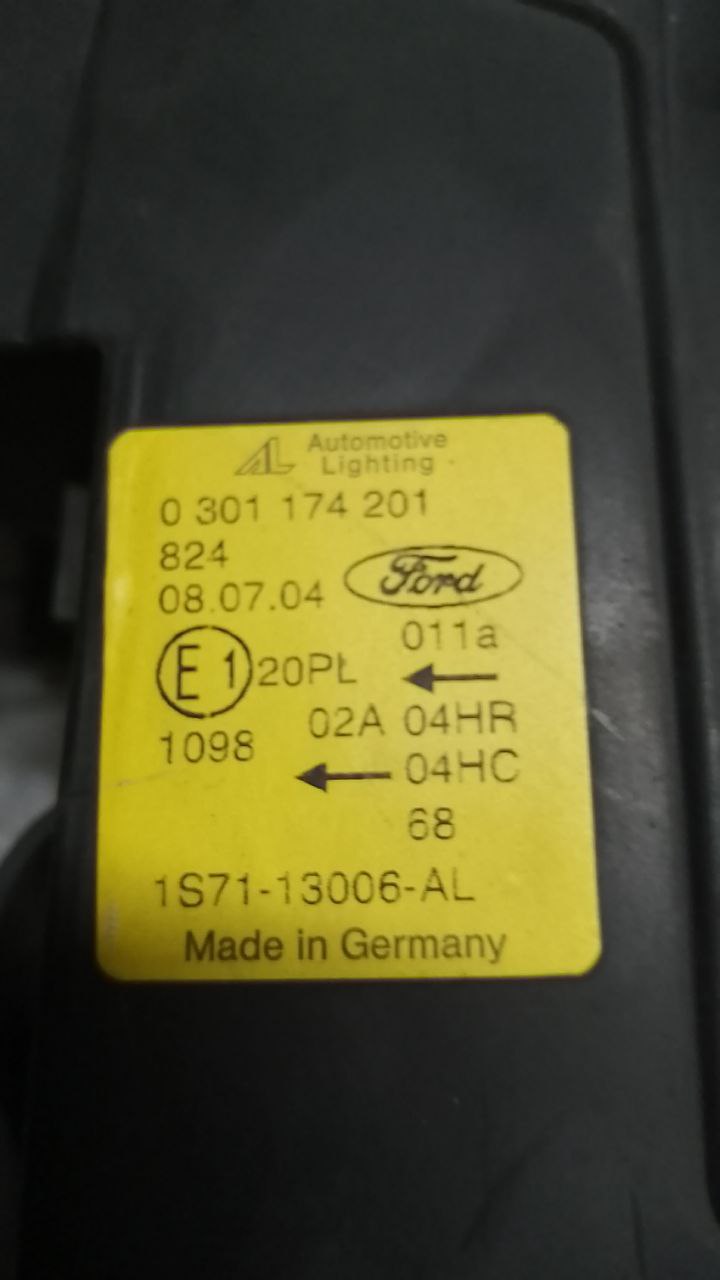 AL Automotive
Lighting
0 301 174 201
824
08.07.04 Ford
011a
E 1 20PL ←
02A 04HR
1098
← 04HC
68
1S71-13006-AL
Made in Germany